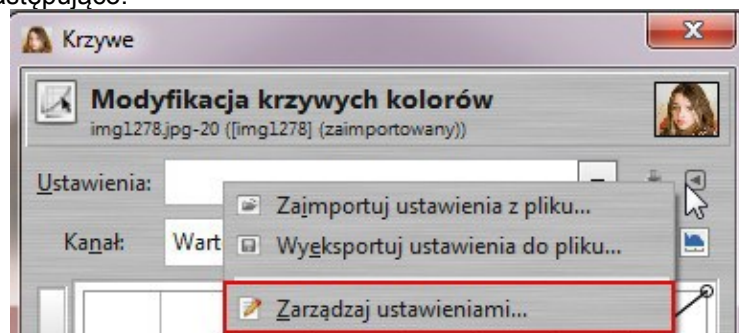 Krzywe
Modyfikacja krzywych kolorów
img1278.jpg-20 ([img1278] (zaimportowany))
Ustawienia:
Zaimportuj ustawienia z pliku...
Kanał: Wart
Wyeksportuj ustawienia do pliku...
Zarządzaj ustawieniami...